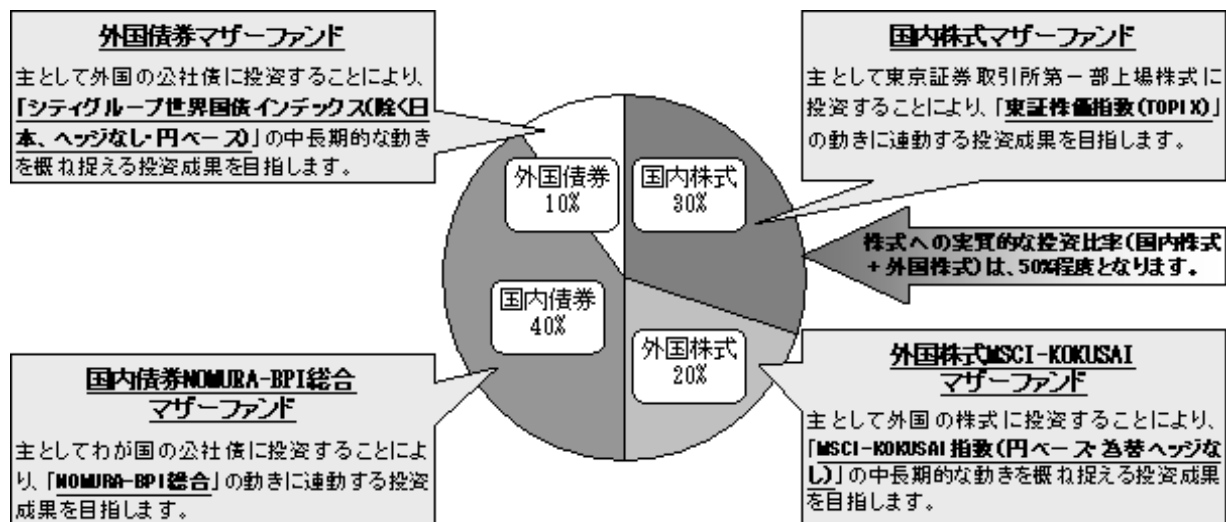 外国債券マザーファンド
主として外国の公社債に投資することにより、
「シティグループ世界国債インデックス(除く日
本、ヘッジなし・円ベース)」の中長期的な動き
を概ね捉える投資成果を目指します。
国内株式マザーファンド
主として東京証券取引所第一部上場株式に
投資することにより、「東証株価指数(TOPIX)」
の動きに連動する投資成果を目指します。
外国債券
10%
国内株式
30%
株式への実質的な投資比率(国内株式
+外国株式)は、50%程度となります。
国内債券
40%
外国株式
20%
国内債券NOMURA-BPI総合
マザーファンド
主としてわが国の公社債に投資することによ
り、「NOMURA-BPI総合」の動きに連動する投資
成果を目指します。
外国株式MSCI-KOKUSAI
マザーファンド
主として外国の株式に投資することにより、
「MSCI-KOKUSAI指数(円ベース・為替ヘッジな
し)」の中長期的な動きを概ね捉える投資成果
を目指します。